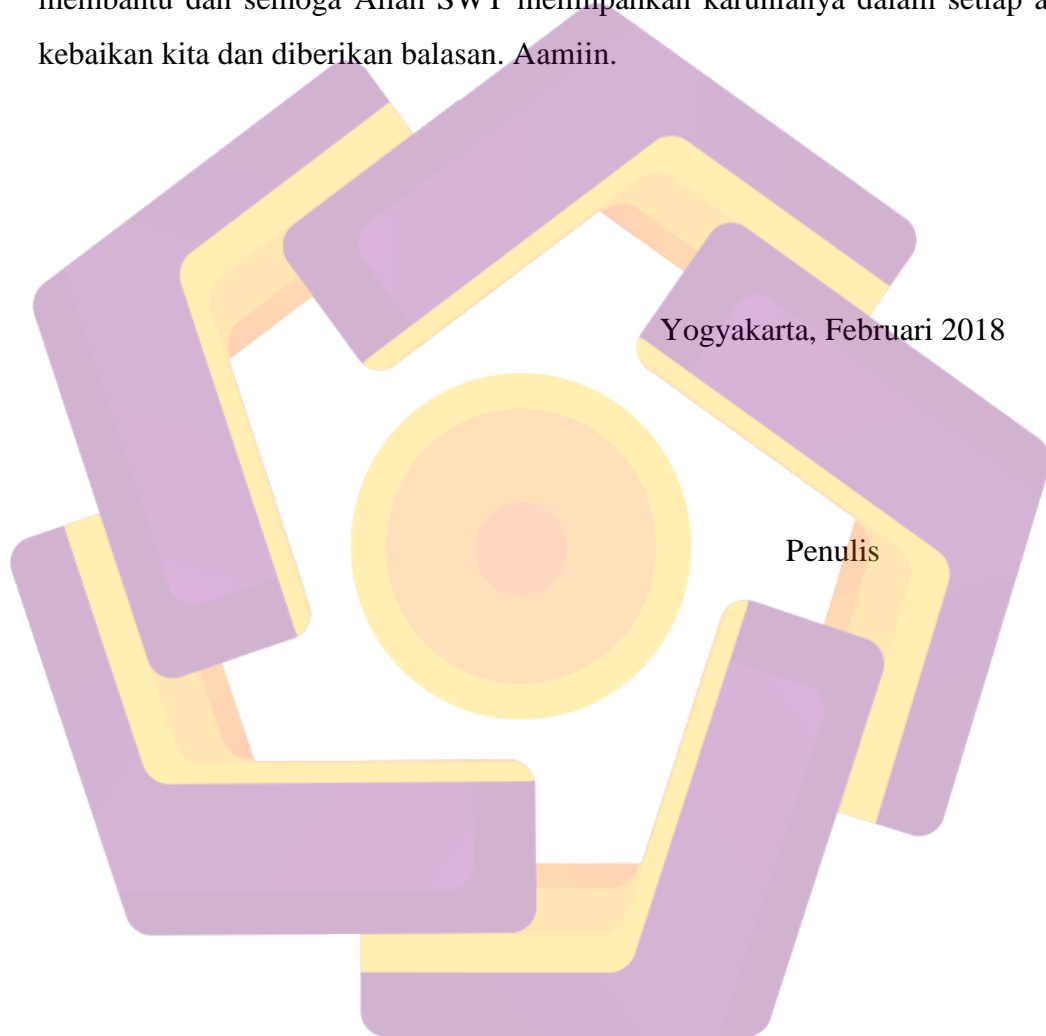 membantu dan semoga Allah SWT melimpahkan karunianya dalam setiap
kebaikan kita dan diberikan balasan. Aamiin.
Yogyakarta, Februari 2018
Penulis